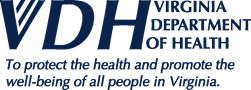 VDH VIRGINIA
DEPARTMENT
OF HEALTH
To protect the health and promote the
well-being of all people in Virginia.